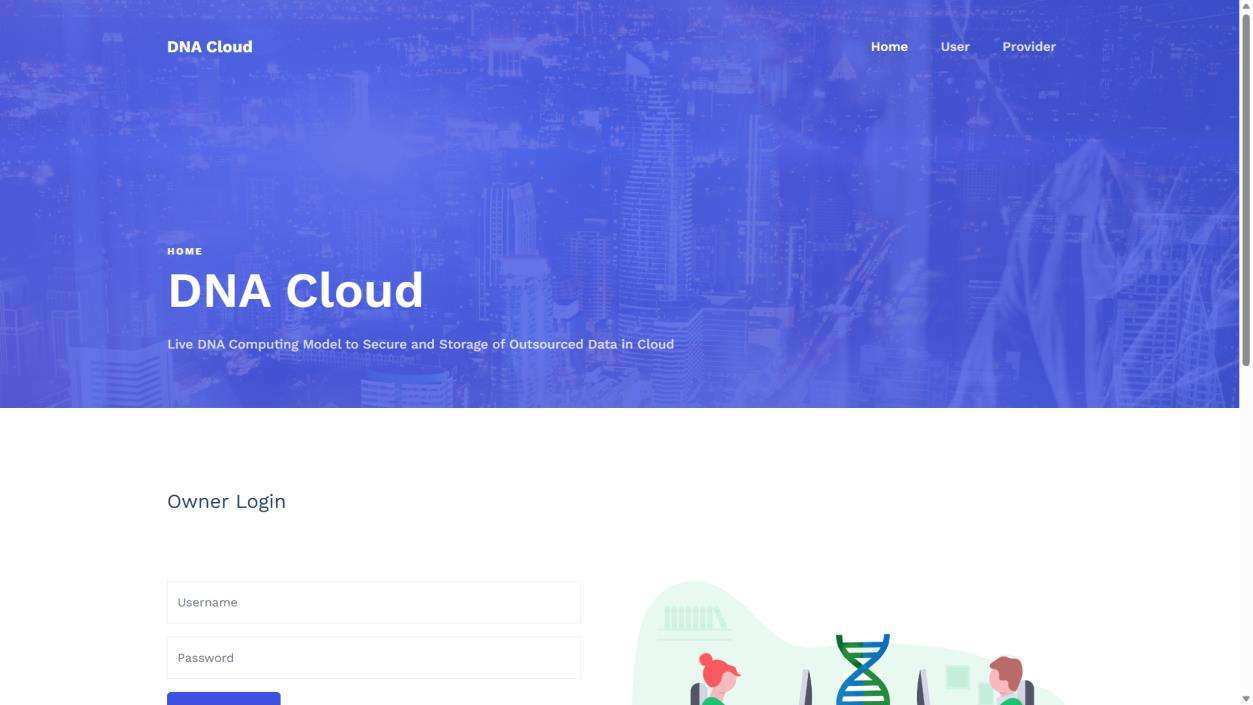 DNA Cloud
Home User Provider
HOME
DNA Cloud
Live DNA Computing Model to Secure and Storage of Outsourced Data in Cloud
Owner Login
Username
Password